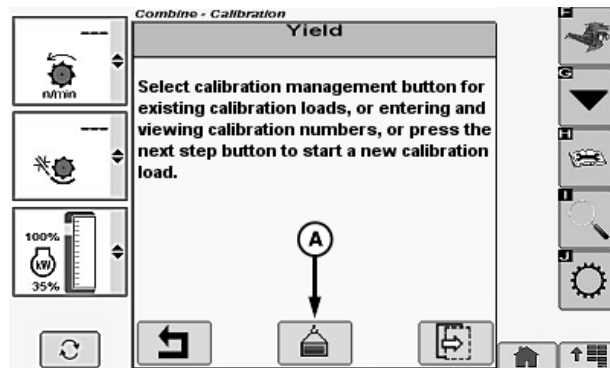 Combine - Calibration
Yield
---
n/min
Select calibration management button for
existing calibration loads, or entering and
viewing calibration numbers, or press the
next step button to start a new calibration
load.
---
100%
kW
35%
A
F
G
H
I
J